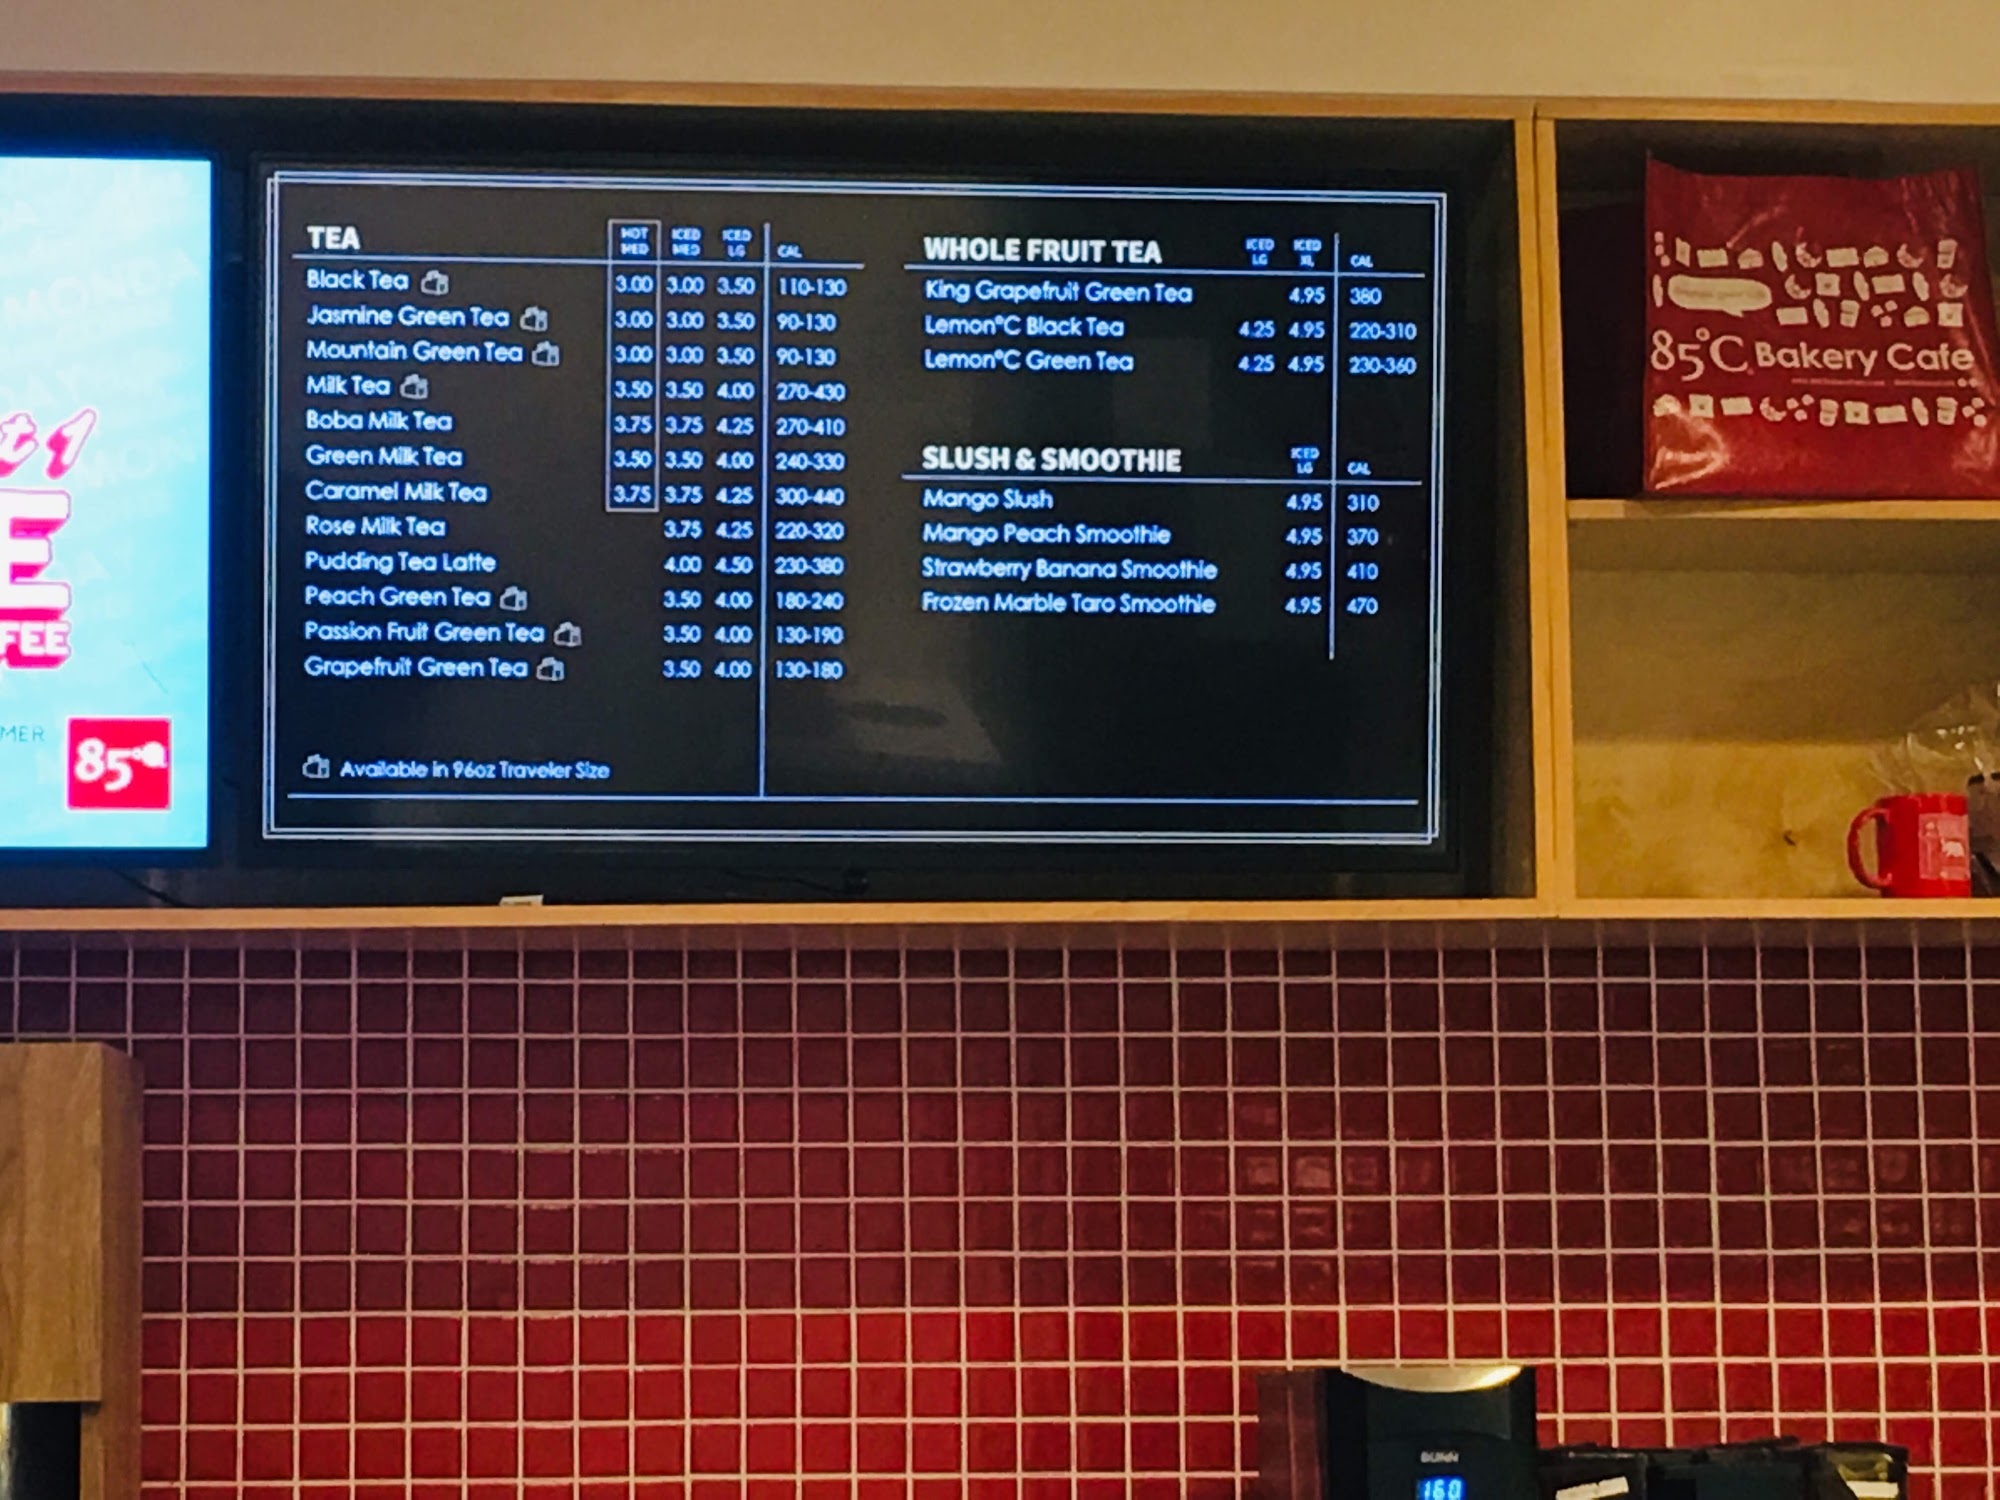 t 1
E
FEE
MER
85°C
TEA HOT MED ICED MED ICED LG CAL
Black Tea 3.00 3.00 3.50 110-130
Jasmine Green Tea 3.00 3.00 3.50 90-130
Mountain Green Tea 3.00 3.00 3.50 90-130
Milk Tea 3.50 3.50 4.00 270-430
Boba Milk Tea 3.75 3.75 4.25 270-410
Green Milk Tea 3.50 3.50 4.00 240-330
Caramel Milk Tea 3.75 3.75 4.25 300-440
Rose Milk Tea 3.75 4.25 220-320
Pudding Tea Latte 4.00 4.50 230-380
Peach Green Tea 3.50 4.00 180-240
Passion Fruit Green Tea 3.50 4.00 130-190
Grapefruit Green Tea 3.50 4.00 130-180
Available in 96oz Traveler Size
WHOLE FRUIT TEA ICED LG ICED XL CAL
King Grapefruit Green Tea 4.95 380
Lemon°C Black Tea 4.25 4.95 220-310
Lemon°C Green Tea 4.25 4.95 230-360
SLUSH & SMOOTHIE ICED LG CAL
Mango Slush 4.95 310
Mango Peach Smoothie 4.95 370
Strawberry Banana Smoothie 4.95 410
Frozen Marble Taro Smoothie 4.95 470
85°C Bakery Cafe
BUNN
160